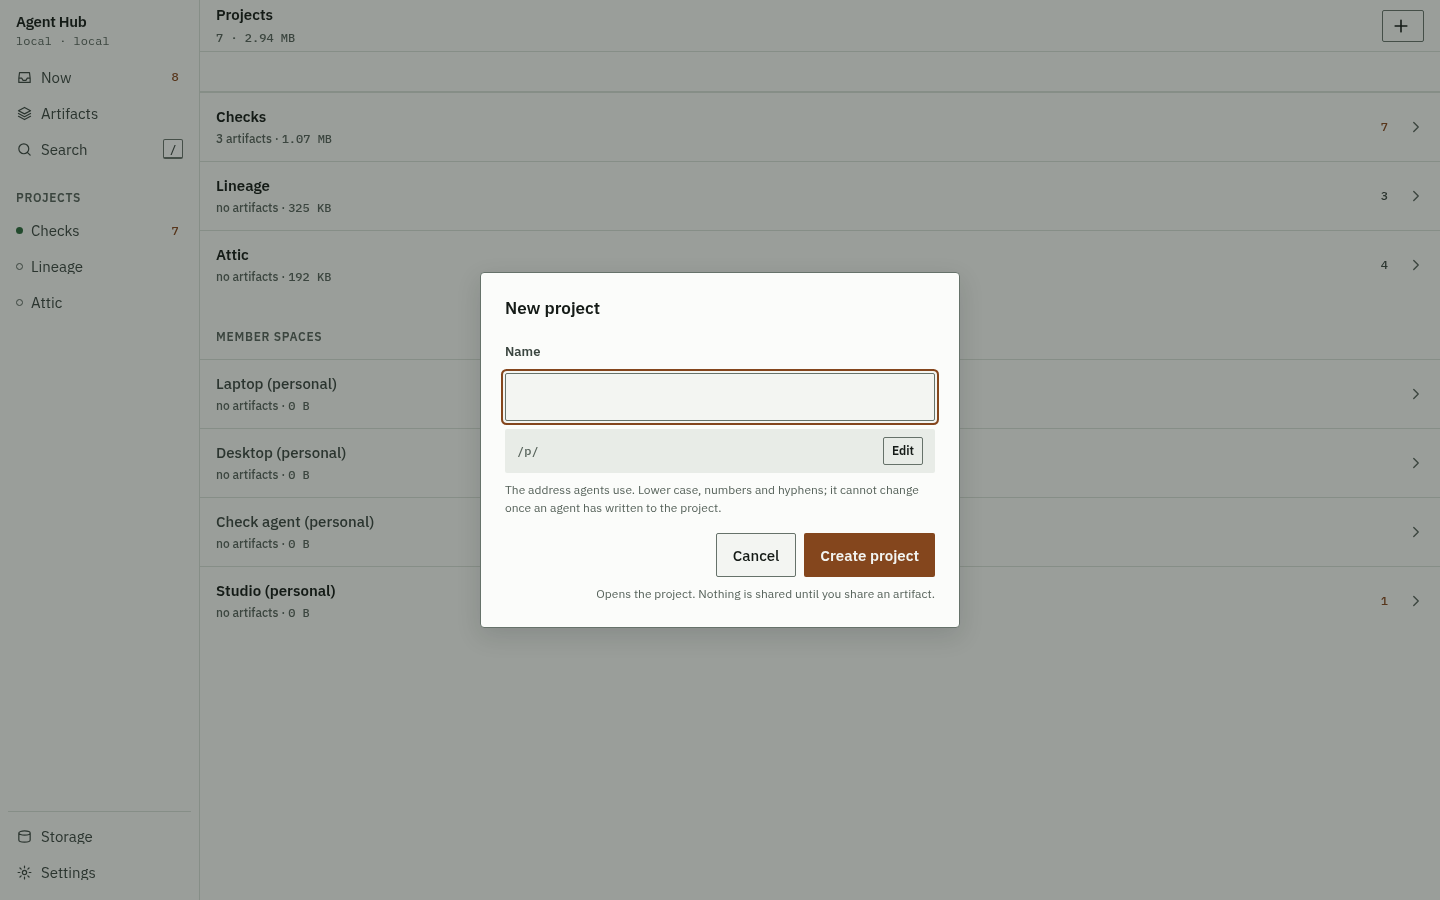 Agent Hub
local · local
Now 8
Artifacts
Search /
PROJECTS
Checks 7
Lineage
Attic
Storage
Settings
Projects
7 · 2.94 MB
Checks
3 artifacts · 1.07 MB
7
Lineage
no artifacts · 325 KB
3
Attic
no artifacts · 192 KB
4
MEMBER SPACES
Laptop (personal)
no artifacts · 0 B
Desktop (personal)
no artifacts · 0 B
Check agent (personal)
no artifacts · 0 B
Studio (personal)
no artifacts · 0 B
1
New project
Name
/p/ Edit
The address agents use. Lower case, numbers and hyphens; it cannot change
once an agent has written to the project.
Cancel Create project
Opens the project. Nothing is shared until you share an artifact.